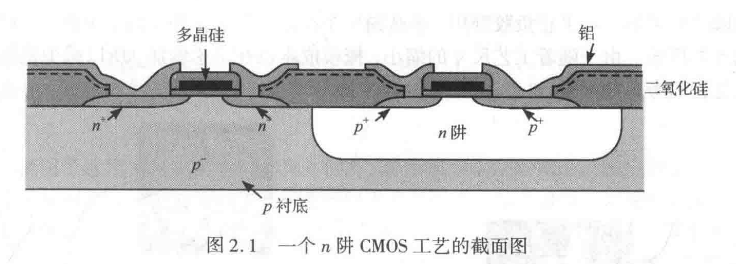 多晶硅
铝
二氧化硅
n⁺
n
p⁺
n 阱
p⁺
p⁻
p 衬底
图 2.1 一个 n 阱 CMOS 工艺的截面图